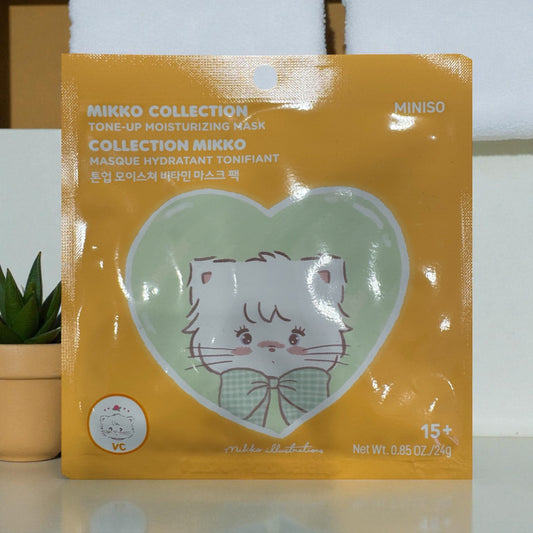 MIKKO COLLECTION
MINISO
TONE-UP MOISTURIZING MASK
COLLECTION MIKKO
MASQUE HYDRATANT TONIFIANT
톤업 모이스쳐 비타민 마스크 팩
VC
mikko illustrations
15+
Net Wt. 0.85 OZ./24g